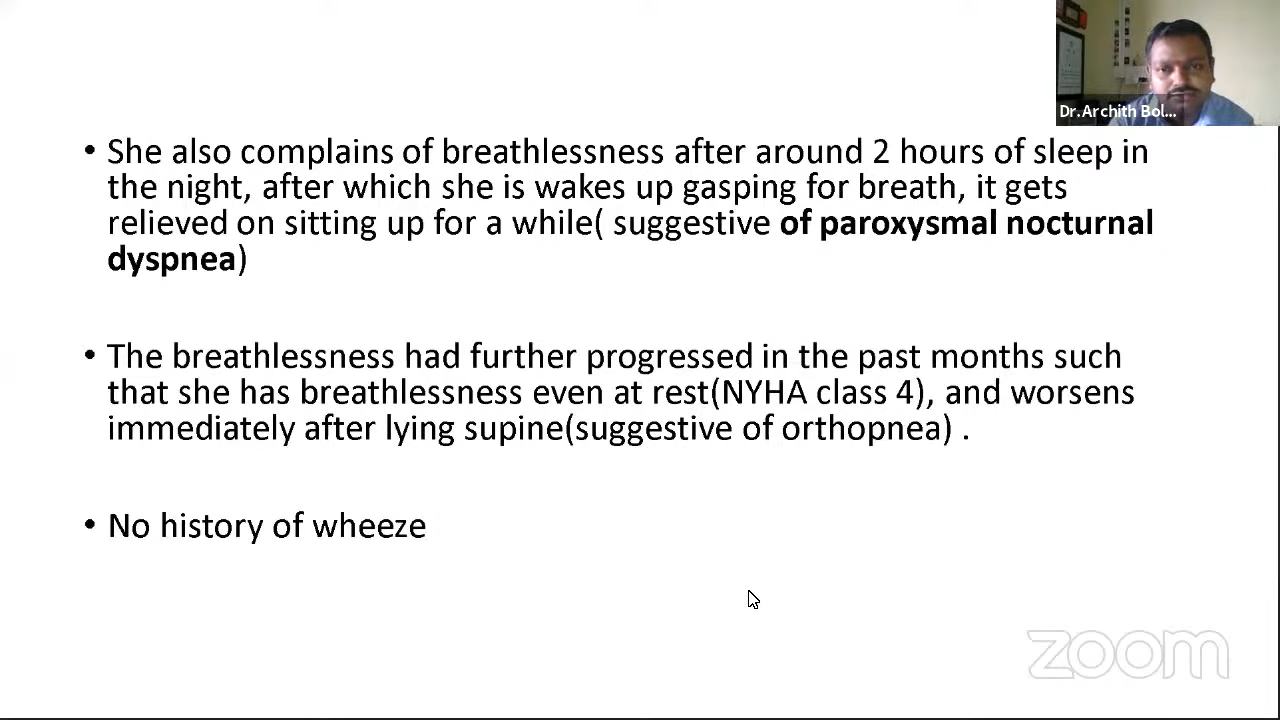 Dr.Archith Bol...
• She also complains of breathlessness after around 2 hours of sleep in
the night, after which she is wakes up gasping for breath, it gets
relieved on sitting up for a while( suggestive of paroxysmal nocturnal
dyspnea)
• The breathlessness had further progressed in the past months such
that she has breathlessness even at rest(NYHA class 4), and worsens
immediately after lying supine(suggestive of orthopnea) .
• No history of wheeze
zoom